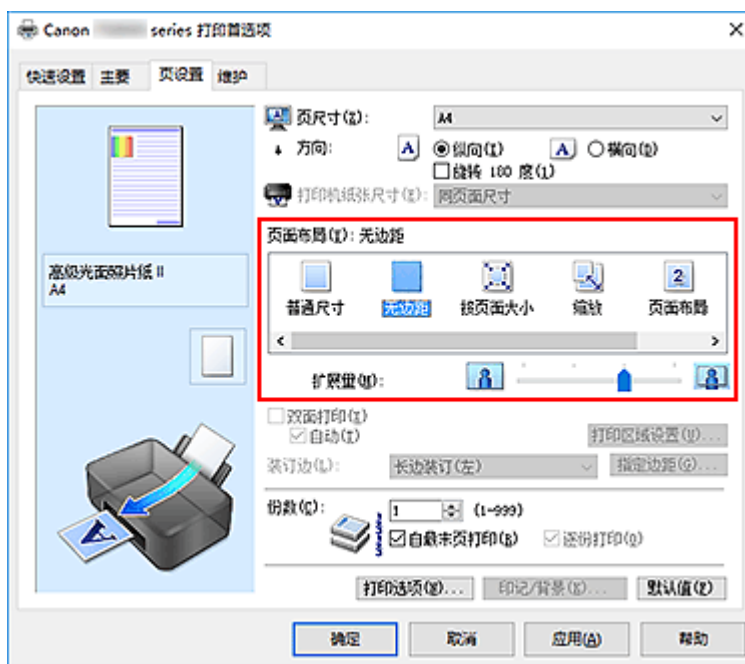 Canon series 打印首选项
快速设置 主要 页设置 维护
页尺寸(Z): A4
方向: A 纵向(I) A 横向(D)
旋转 180 度(1)
打印机纸张尺寸(E): 同页面尺寸
页面布局(T): 无边距
普通尺寸 无边距 按页面大小 缩放 页面布局
扩展量(M):
高级光面照片纸 II
A4
双面打印(X)
自动(T)
打印区域设置(U)...
装订边(L): 长边装订(左) 指定边距(G)...
份数(C): 1 (1-999)
自最末页打印(R) 逐份打印(O)
打印选项(N)... 印记/背景(K)... 默认值(F)
确定 取消 应用(A) 帮助